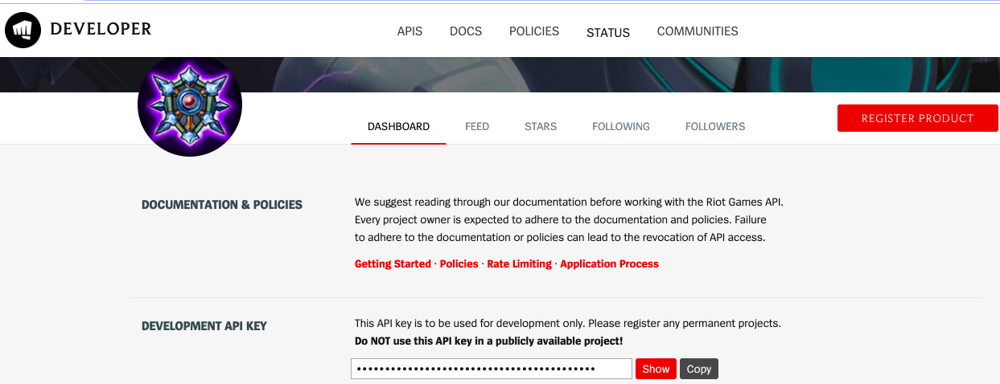 DEVELOPER
APIS DOCS POLICIES STATUS COMMUNITIES
DASHBOARD FEED STARS FOLLOWING FOLLOWERS
REGISTER PRODUCT
DOCUMENTATION & POLICIES
We suggest reading through our documentation before working with the Riot Games API.
Every project owner is expected to adhere to the documentation and policies. Failure
to adhere to the documentation or policies can lead to the revocation of API access.
Getting Started · Policies · Rate Limiting · Application Process
DEVELOPMENT API KEY
This API key is to be used for development only. Please register any permanent projects.
Do NOT use this API key in a publicly available project!
Show Copy